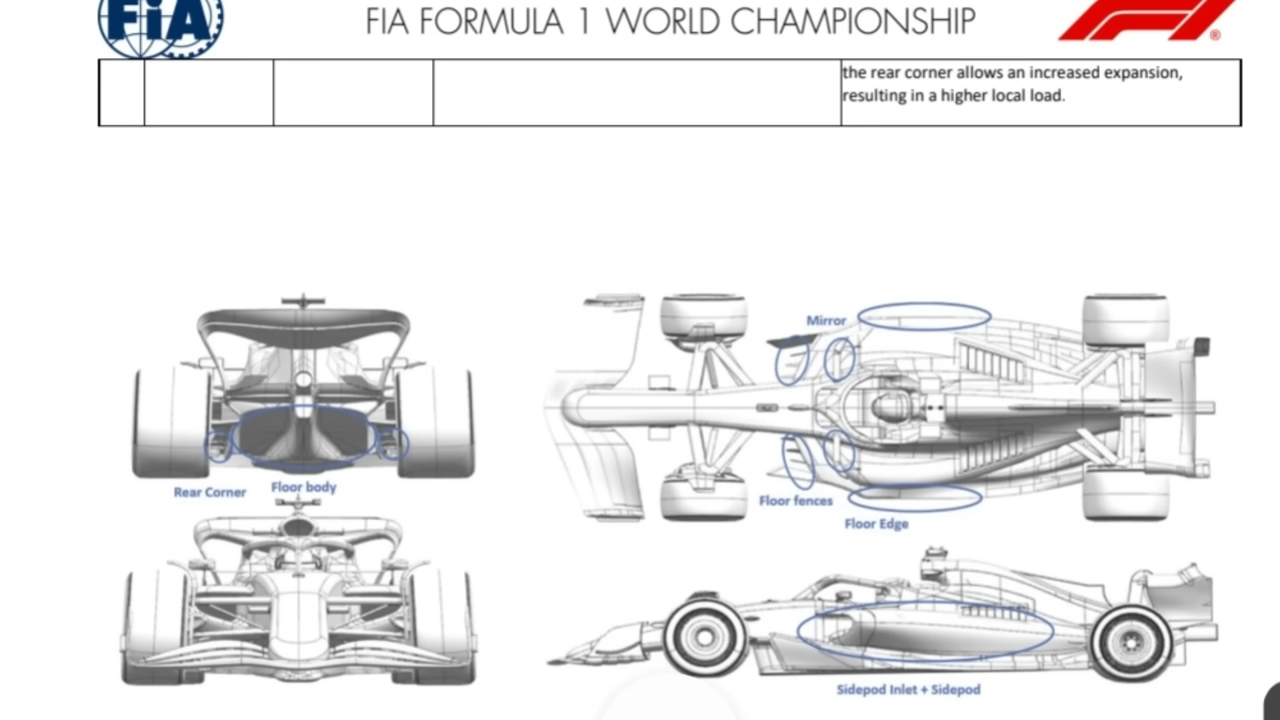 FiA
FIA FORMULA 1 WORLD CHAMPIONSHIP
F1®
the rear corner allows an increased expansion,
resulting in a higher local load.
Mirror
Rear Corner
Floor body
Floor fences
Floor Edge
Sidepod Inlet + Sidepod